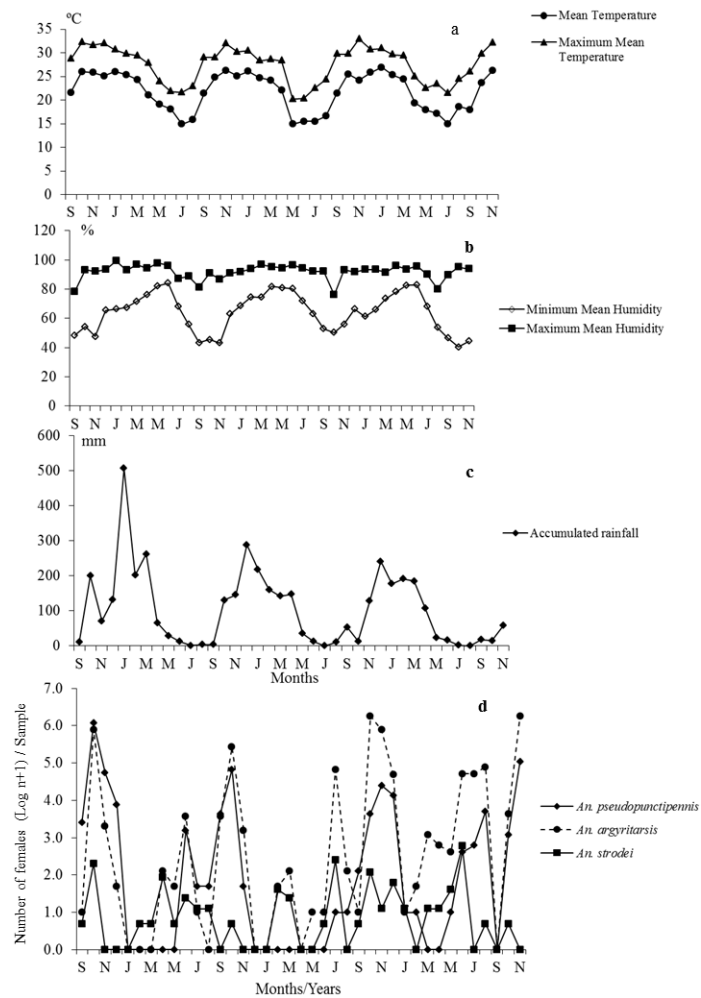 ºC
a
35
30
25
20
15
10
5
0
S N J M M J S N J M M J S N J M M J S N
Mean Temperature
Maximum Mean
Temperature
%
b
120
100
80
60
40
20
0
S N J M M J S N J M M J S N J M M J S N
Minimum Mean Humidity
Maximum Mean Humidity
mm
c
600
500
400
300
200
100
0
S N J M M J S N J M M J S N J M M J S N
Months
Accumulated rainfall
d
7.0
6.0
5.0
4.0
3.0
2.0
1.0
0.0
Number of females (Log n+1) / Sample
S N J M M J S N J M M J S N J M M J S N
Months/Years
An. pseudopunctipennis
An. argyritarsis
An. strodei